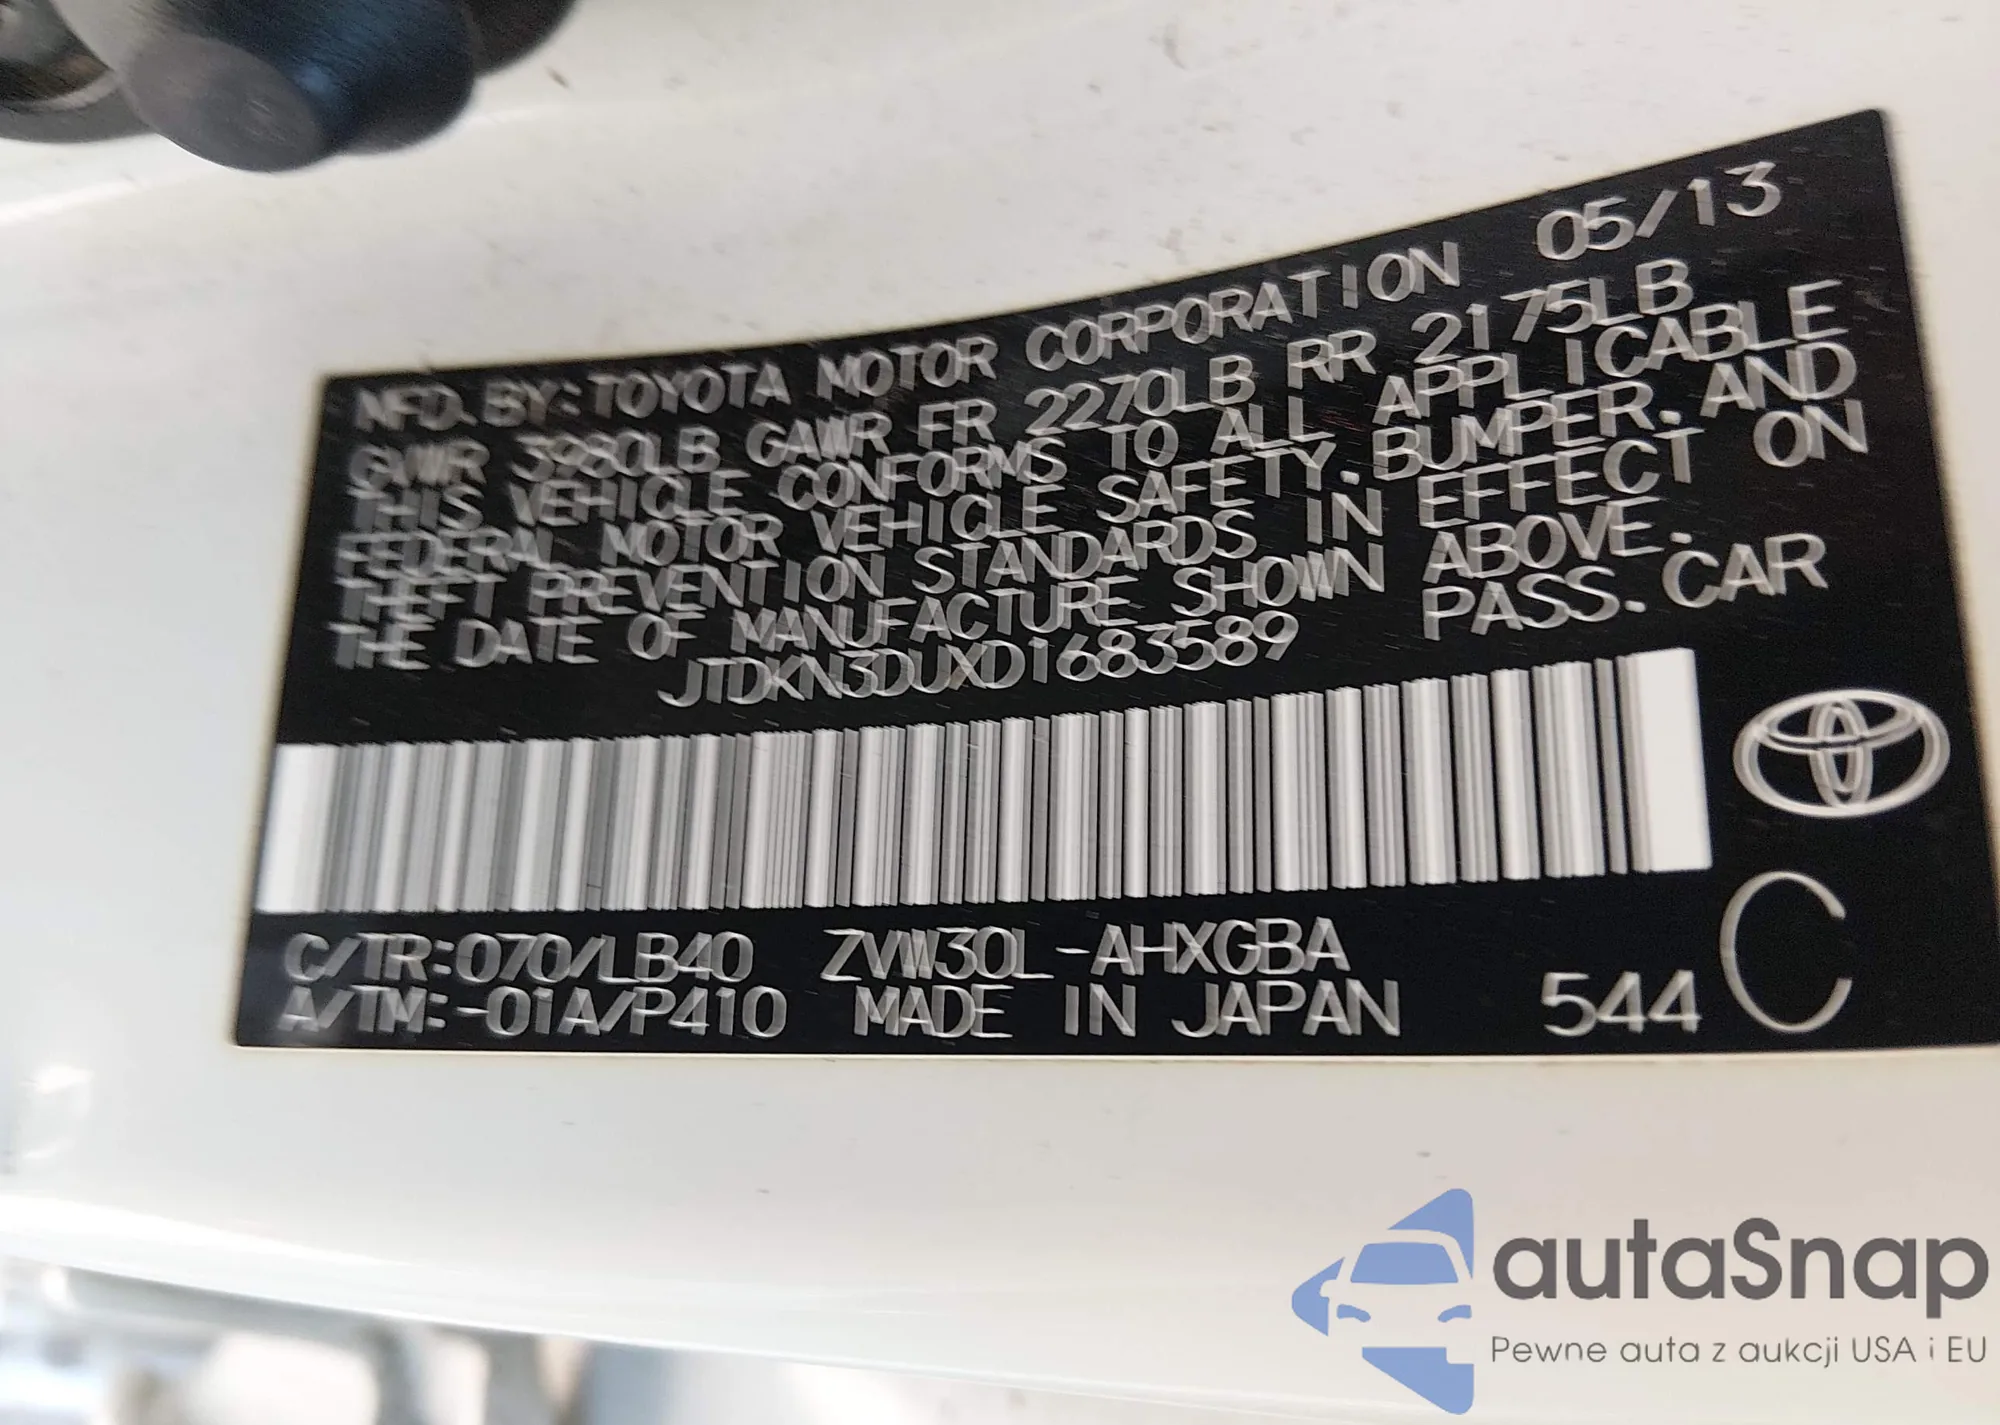 MFD. BY: TOYOTA MOTOR CORPORATION 05/13
GVWR 3980LB GAWR FR 2270LB RR 2175LB
THIS VEHICLE CONFORMS TO ALL APPLICABLE
FEDERAL MOTOR VEHICLE SAFETY, BUMPER, AND
THEFT PREVENTION STANDARDS IN EFFECT ON
THE DATE OF MANUFACTURE SHOWN ABOVE.
JTDKN3DUXD1683589 PASS. CAR
C/TR:070/LB40 ZVW30L-AHXGBA
A/TM:-01A/P410 MADE IN JAPAN 544 C
autaSnap
Pewne auta z aukcji USA i EU